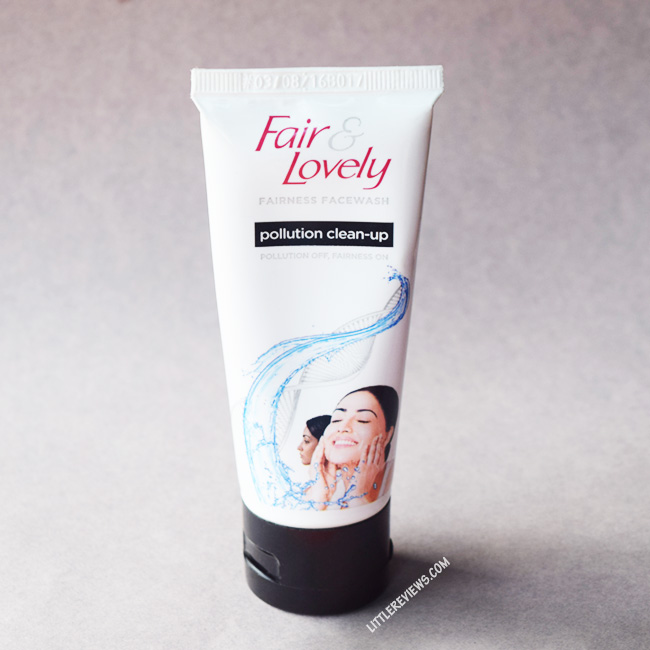 Fair &
Lovely
FAIRNESS FACEWASH
pollution clean-up
POLLUTION OFF, FAIRNESS ON
LITTLEREVIEWS.COM